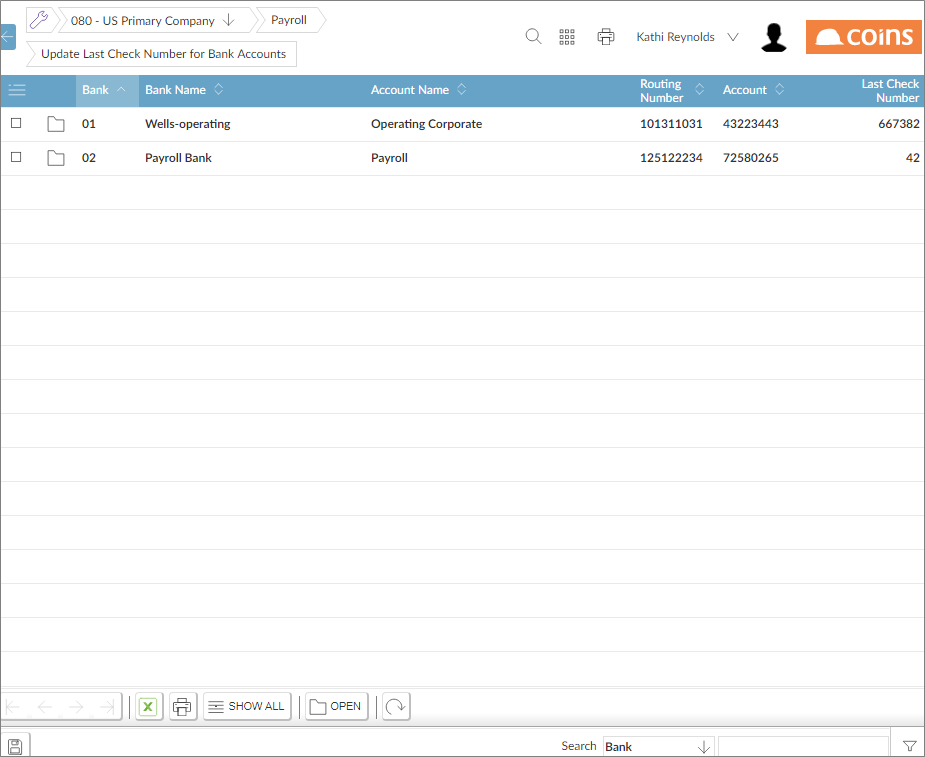 080 - US Primary Company
Payroll
Update Last Check Number for Bank Accounts
Kathi Reynolds
coins
Bank
Bank Name
Account Name
Routing
Number
Account
Last Check
Number
01 Wells-operating Operating Corporate 101311031 43223443 667382
02 Payroll Bank Payroll 125122234 72580265 42
X
SHOW ALL
OPEN
Search Bank